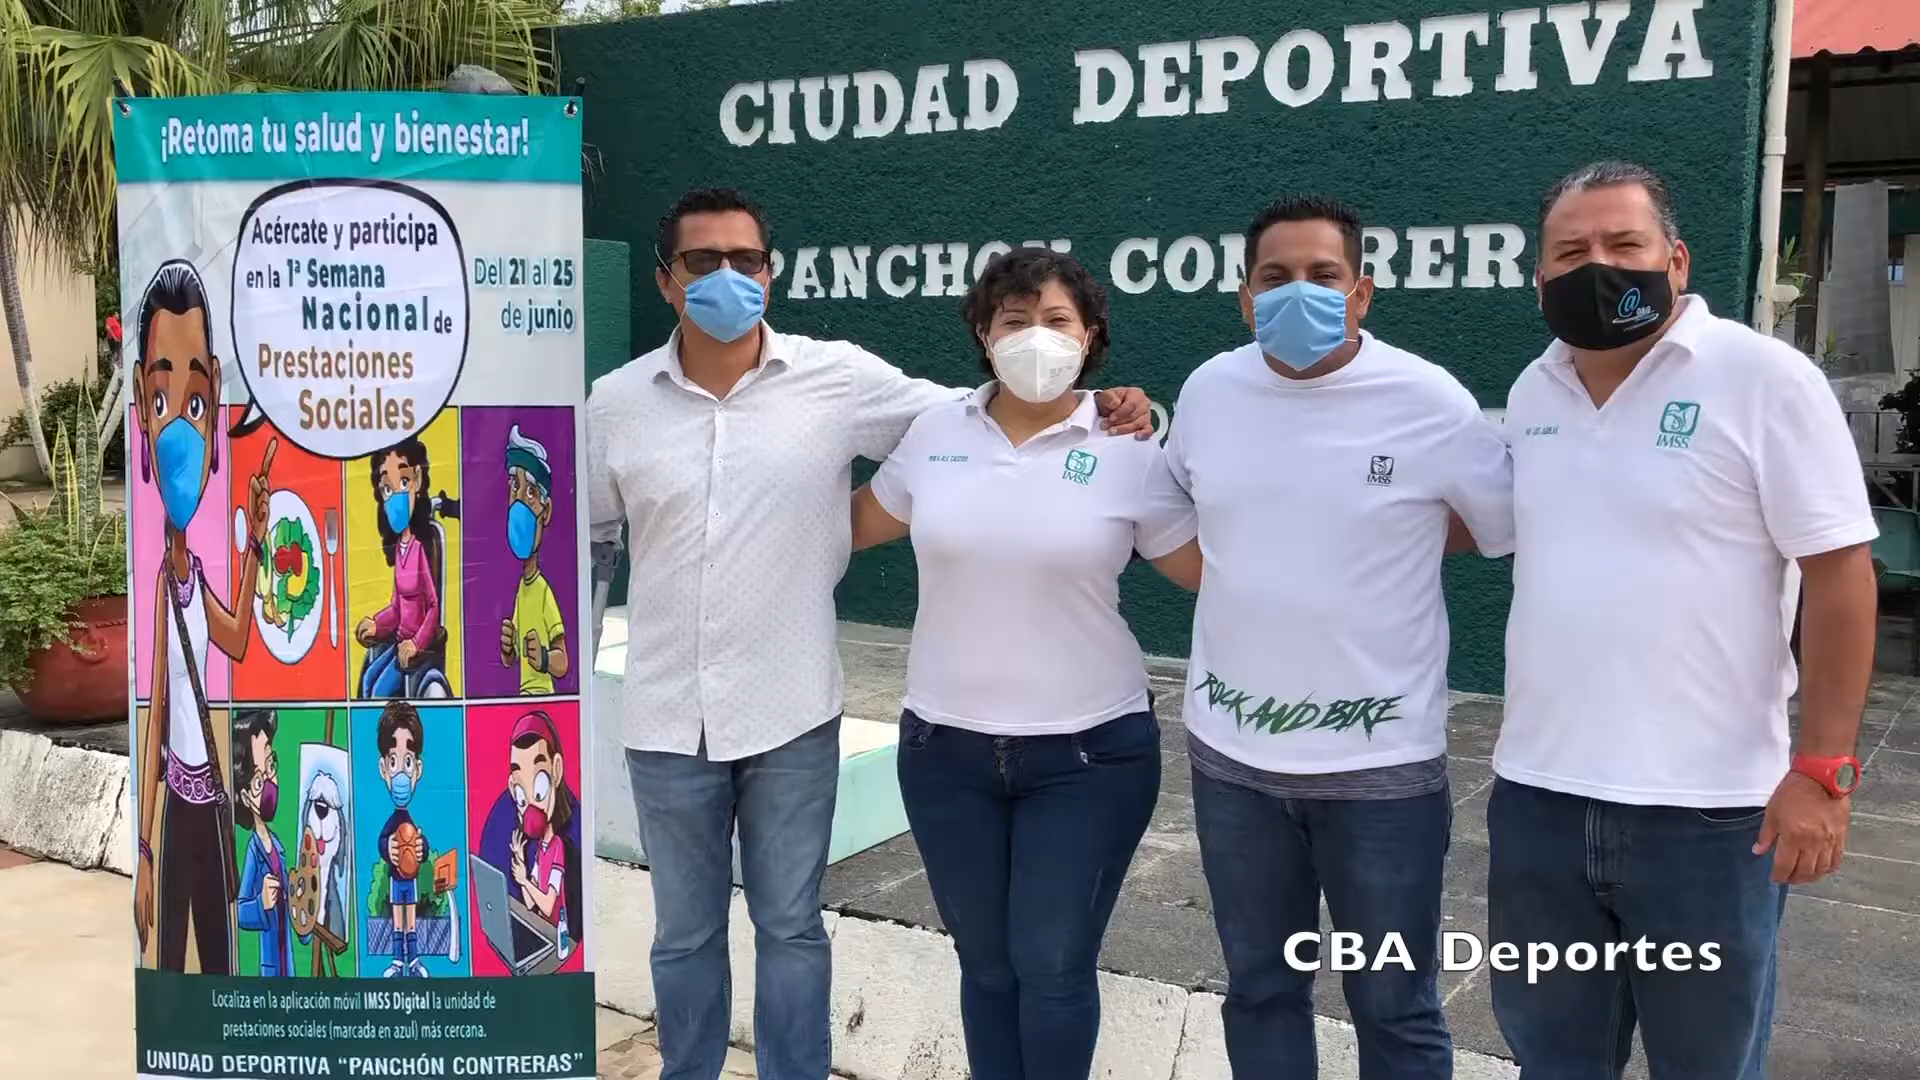 CIUDAD DEPORTIVA
PANCHON CONTRER
¡Retoma tu salud y bienestar!
Acércate y participa
en la 1ª Semana
Nacional de
Prestaciones
Sociales
Del 21 al 25
de junio
Localiza en la aplicación móvil IMSS Digital la unidad de
prestaciones sociales (marcada en azul) más cercana.
UNIDAD DEPORTIVA “PANCHÓN CONTRERAS”
IMSS
IMSS
ROCK AND BIKE
IMSS
CBA Deportes